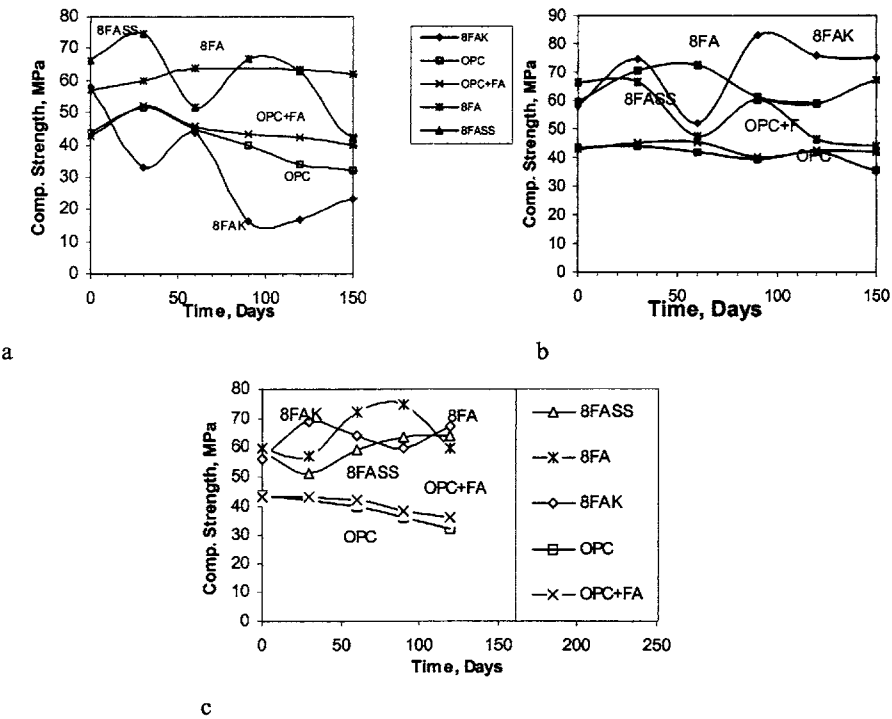 80
70
60
50
40
30
20
10
0
Comp. Strength, MPa
8FASS
8FA
OPC+FA
OPC
8FAK
0 50 100 150
Time, Days
a
8FAK
OPC
OPC+FA
8FA
8FASS
90
80
70
60
50
40
30
20
10
0
Comp. Strength, MPa
8FA
8FAK
8FASS
OPC+F
OPC
0 50 100 150
Time, Days
b
80
70
60
50
40
30
20
10
0
Comp. Strength, MPa
8FAK
8FA
8FASS
OPC+FA
OPC
0 50 100 150 200 250
Time, Days
8FASS
8FA
8FAK
OPC
OPC+FA
c